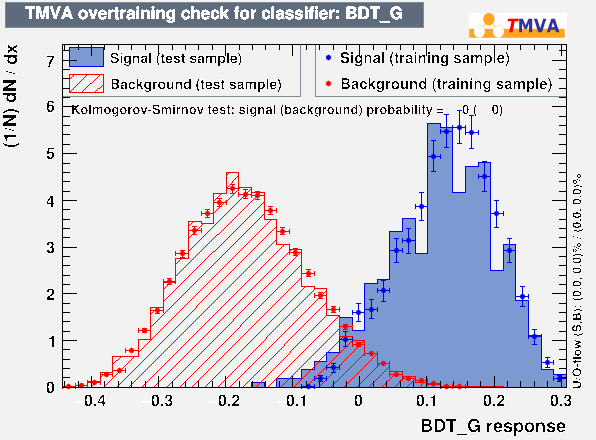 TMVA overtraining check for classifier: BDT_G
TMVA
(1/N) dN / dx
7
6
5
4
3
2
1
0
Signal (test sample)
Background (test sample)
Signal (training sample)
Background (training sample)
Kolmogorov-Smirnov test: signal (background) probability = 0 ( 0)
U/O-flow (S,B): (0.0, 0.0)% / (0.0, 0.0)%
-0.4 0.3 0.2 0.1 0 0.1 0.2 0.3
BDT_G response